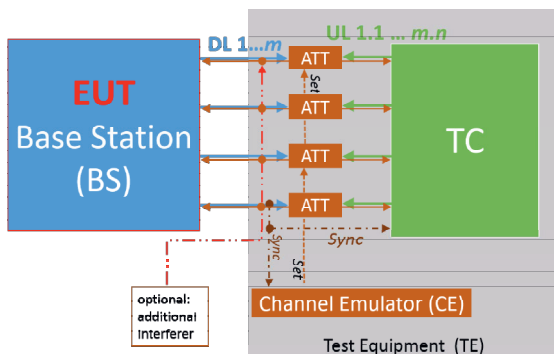 DL 1...m
UL 1.1 ... m.n
EUT
Base Station
(BS)
ATT
ATT
ATT
ATT
Set
TC
Sync
Sync
Set
optional:
additional
Interferer
Channel Emulator (CE)
Test Equipment (TE)